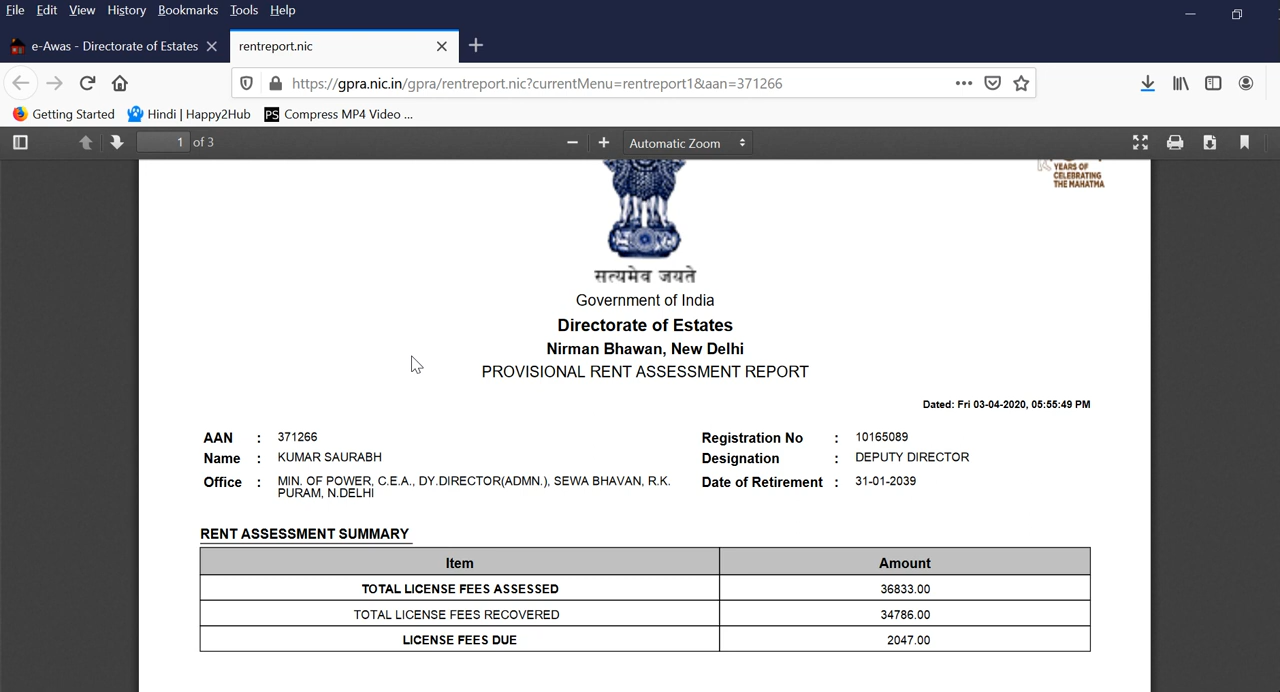 File Edit View History Bookmarks Tools Help
e-Awas - Directorate of Estates
rentreport.nic
https://gpra.nic.in/gpra/rentreport.nic?currentMenu=rentreport1&aan=371266
Getting Started Hindi | Happy2Hub PS Compress MP4 Video ...
1 of 3 Automatic Zoom
YEARS OF
CELEBRATING
THE MAHATMA
सत्यमेव जयते
Government of India
Directorate of Estates
Nirman Bhawan, New Delhi
PROVISIONAL RENT ASSESSMENT REPORT
Dated: Fri 03-04-2020, 05:55:49 PM
AAN : 371266 Registration No : 10165089
Name : KUMAR SAURABH Designation : DEPUTY DIRECTOR
Office : MIN. OF POWER, C.E.A., DY.DIRECTOR(ADMN.), SEWA BHAVAN, R.K. Date of Retirement : 31-01-2039
PURAM, N.DELHI
RENT ASSESSMENT SUMMARY
Item Amount
TOTAL LICENSE FEES ASSESSED 36833.00
TOTAL LICENSE FEES RECOVERED 34786.00
LICENSE FEES DUE 2047.00